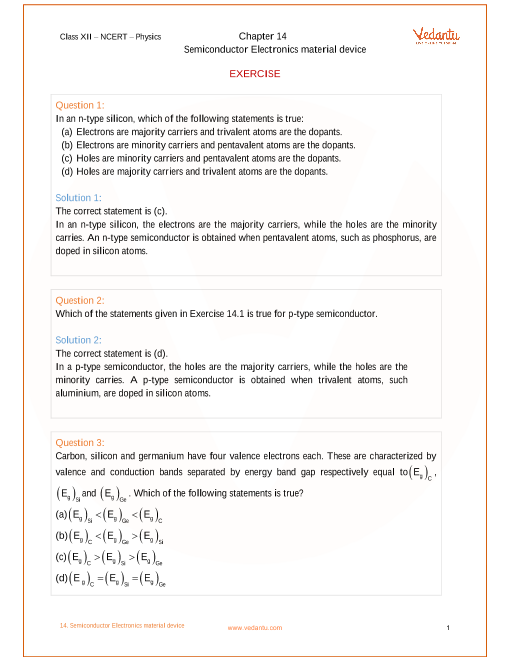 Class XII – NCERT – Physics
Chapter 14
Vedantu
Semiconductor Electronics material device
EXERCISE
Question 1:
In an n-type silicon, which of the following statements is true:
(a) Electrons are majority carriers and trivalent atoms are the dopants.
(b) Electrons are minority carriers and pentavalent atoms are the dopants.
(c) Holes are minority carriers and pentavalent atoms are the dopants.
(d) Holes are majority carriers and trivalent atoms are the dopants.
Solution 1:
The correct statement is (c).
In an n-type silicon, the electrons are the majority carriers, while the holes are the minority
carries. An n-type semiconductor is obtained when pentavalent atoms, such as phosphorus, are
doped in silicon atoms.
Question 2:
Which of the statements given in Exercise 14.1 is true for p-type semiconductor.
Solution 2:
The correct statement is (d).
In a p-type semiconductor, the holes are the majority carriers, while the holes are the
minority carries. A p-type semiconductor is obtained when trivalent atoms, such
aluminium, are doped in silicon atoms.
Question 3:
Carbon, silicon and germanium have four valence electrons each. These are characterized by
valence and conduction bands separated by energy band gap respectively equal to (E_g)_C ,
(E_g)_Si and (E_g)_Ge . Which of the following statements is true?
(a) (E_g)_Si < (E_g)_Ge < (E_g)_C
(b) (E_g)_C < (E_g)_Ge > (E_g)_Si
(c) (E_g)_C > (E_g)_Si > (E_g)_Ge
(d) (E_g)_C = (E_g)_Si = (E_g)_Ge
14. Semiconductor Electronics material device
www.vedantu.com
1